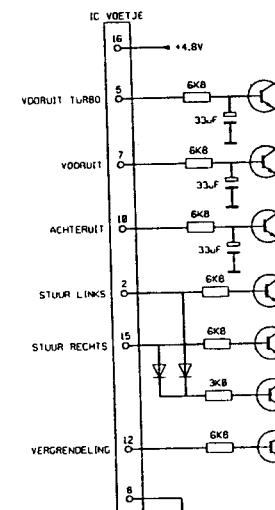 IC VOETJE
16
+4.8V
5
6K8
VOORUIT TURBO
33uF
7
6K8
VOORUIT
33uF
10
6K8
ACHTERUIT
33uF
2
6K8
STUUR LINKS
15
6K8
STUUR RECHTS
3K8
12
6K8
VERGRENDELING
8